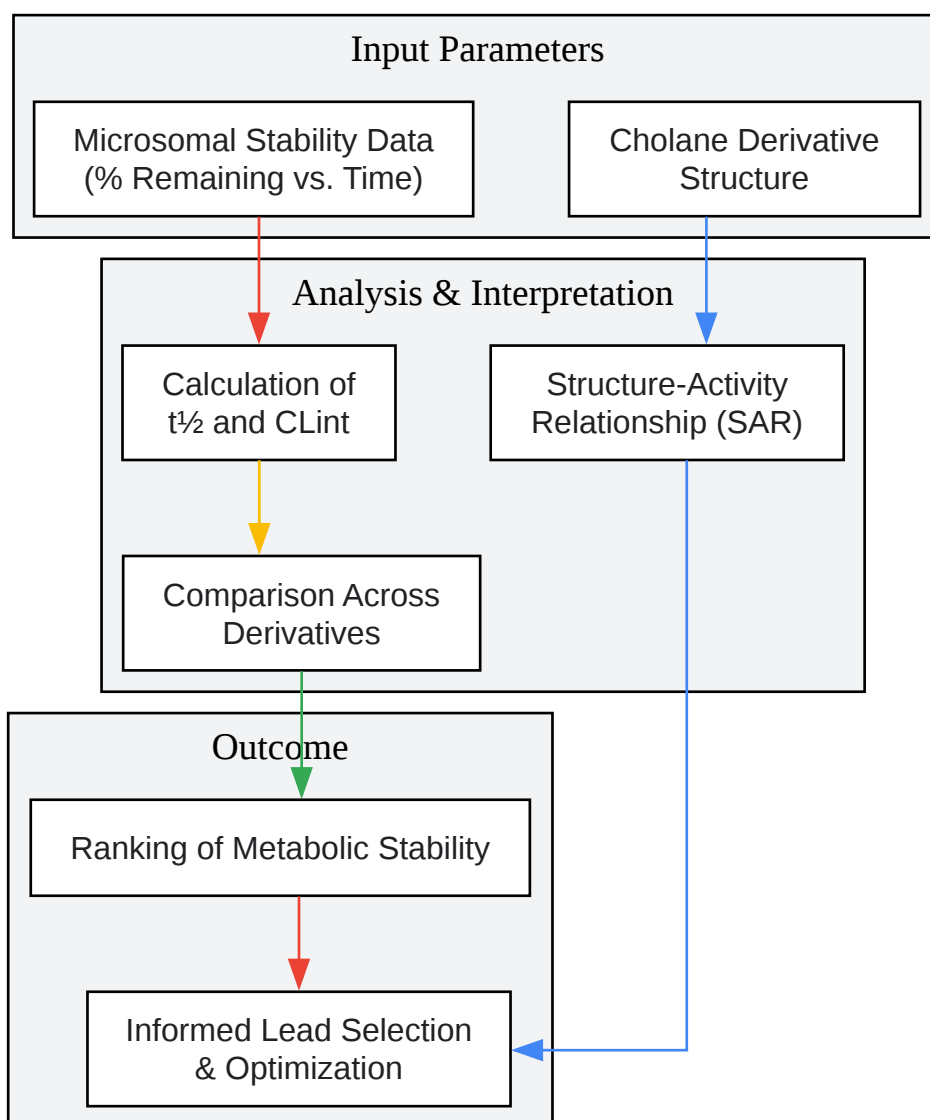 Input Parameters
Microsomal Stability Data
(% Remaining vs. Time)
Cholane Derivative
Structure
Analysis & Interpretation
Calculation of
t½ and CLint
Structure-Activity
Relationship (SAR)
Comparison Across
Derivatives
Outcome
Ranking of Metabolic Stability
Informed Lead Selection
& Optimization